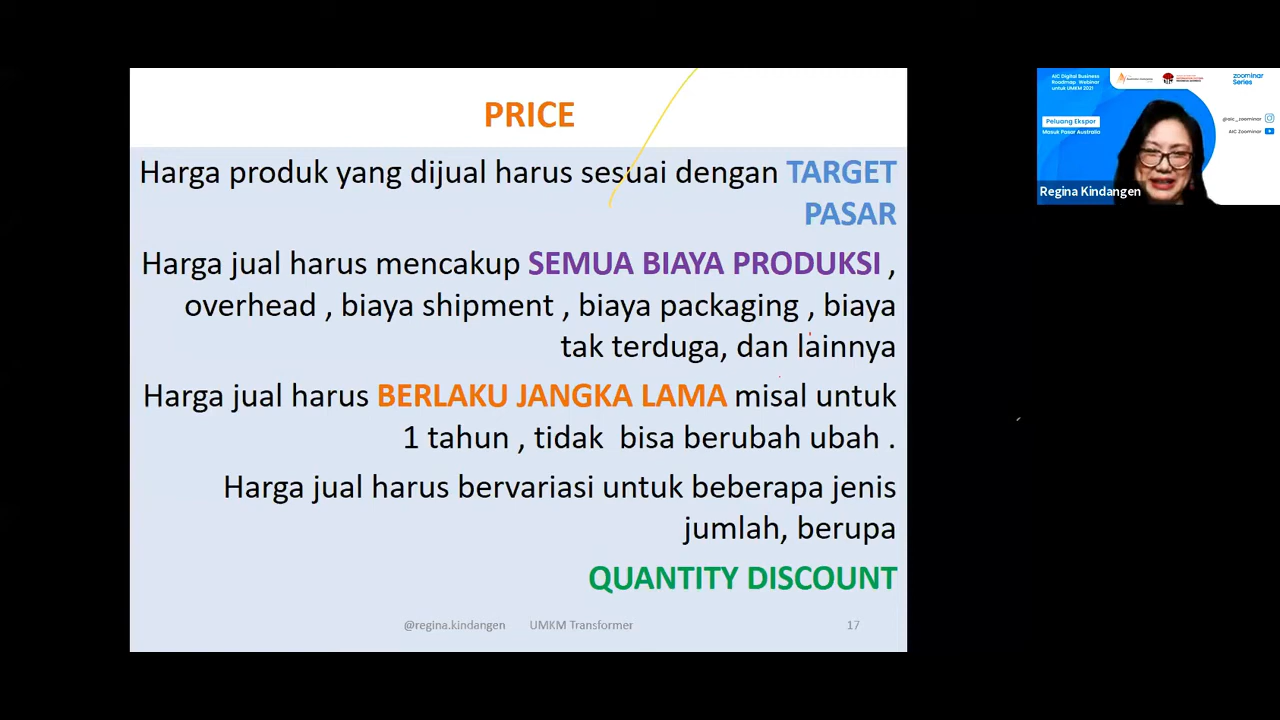 PRICE
Harga produk yang dijual harus sesuai dengan TARGET
PASAR
Harga jual harus mencakup SEMUA BIAYA PRODUKSI ,
overhead , biaya shipment , biaya packaging , biaya
tak terduga, dan lainnya
Harga jual harus BERLAKU JANGKA LAMA misal untuk
1 tahun , tidak bisa berubah ubah .
Harga jual harus bervariasi untuk beberapa jenis
jumlah, berupa
QUANTITY DISCOUNT
@regina.kindangen UMKM Transformer 17
AIC Digital Business
Roadmap Webinar
untuk UMKM 2021
zoominar
Series
Peluang Ekspor
Masuk Pasar Australia
@aic_zoominar
AIC Zoominar
Regina Kindangen